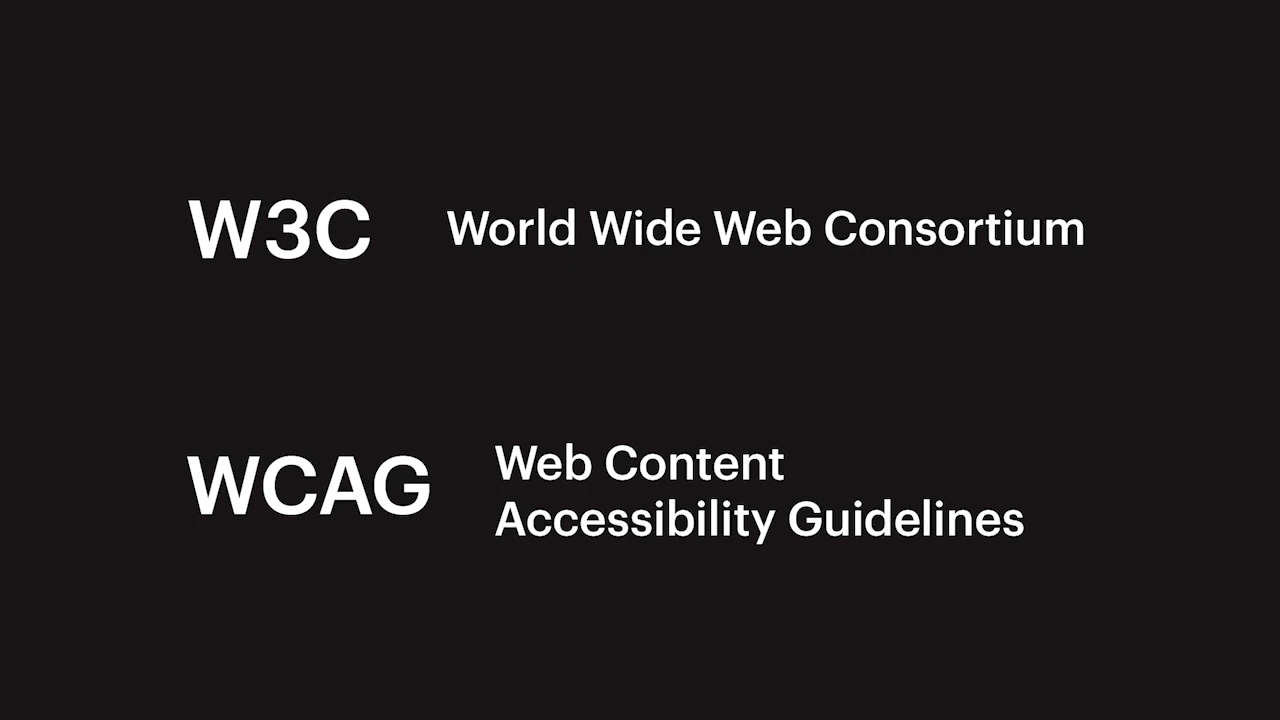 W3C World Wide Web Consortium
WCAG Web Content
Accessibility Guidelines